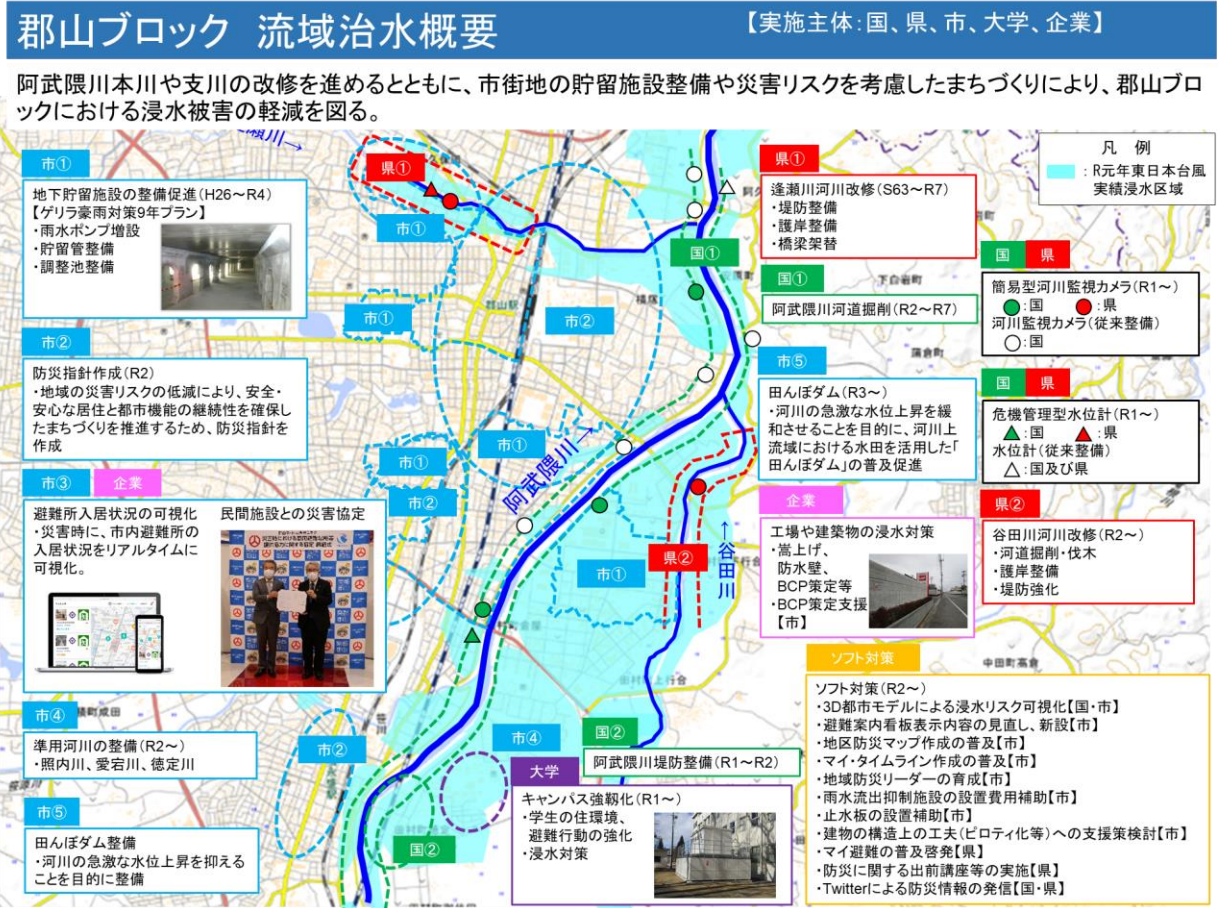 郡山ブロック 流域治水概要
【実施主体：国、県、市、大学、企業】
阿武隈川本川や支川の改修を進めるとともに、市街地の貯留施設整備や災害リスクを考慮したまちづくりにより、郡山ブロ
ックにおける浸水被害の軽減を図る。
市①
地下貯留施設の整備促進（H26～R4）
【ゲリラ豪雨対策9年プラン】
・雨水ポンプ増設
・貯留管整備
・調整池整備
市②
防災指針作成（R2）
・地域の災害リスクの低減により、安全・
安心な居住と都市機能の継続性を確保し
たまちづくりを推進するため、防災指針を
作成
市③
企業
避難所入居状況の可視化
・災害時に、市内避難所の
入居状況をリアルタイムに
可視化。
民間施設との災害協定
市④
準用河川の整備（R2～）
・照内川、愛宕川、徳定川
市⑤
田んぼダム整備
・河川の急激な水位上昇を抑える
ことを目的に整備
県①
市①
国①
市①
市②
郡山駅
横塚
市①
市①
市②
阿武隈川→
市①
県②
←谷田川
市②
市④
国②
笹川
大学
キャンパス強靱化（R1～）
・学生の住環境、
避難行動の強化
・浸水対策
国②
阿武隈川堤防整備（R1～R2）
県①
逢瀬川河川改修（S63～R7）
・堤防整備
・護岸整備
・橋梁架替
国①
阿武隈川河道掘削（R2～R7）
市⑤
田んぼダム（R3～）
・河川の急激な水位上昇を緩
和させることを目的に、河川上
流域における水田を活用した「
田んぼダム」の普及促進
企業
工場や建築物の浸水対策
・嵩上げ、
防水壁、
BCP策定等
・BCP策定支援
【市】
凡 例
：R元年東日本台風
実績浸水区域
国 県
簡易型河川監視カメラ（R1～）
：国 ：県
河川監視カメラ（従来整備）
：国
国 県
危機管理型水位計（R1～）
：国 ：県
水位計（従来整備）
：国及び県
県②
谷田川河川改修（R2～）
・河道掘削・伐木
・護岸整備
・堤防強化
下白岩町
蒲倉町
中田町高倉
田村町上行合
ソフト対策
ソフト対策（R2～）
・3D都市モデルによる浸水リスク可視化【国・市】
・避難案内看板表示内容の見直し、新設【市】
・地区防災マップ作成の普及【市】
・マイ・タイムライン作成の普及【市】
・地域防災リーダーの育成【市】
・雨水流出抑制施設の設置費用補助【市】
・止水板の設置補助【市】
・建物の構造上の工夫（ピロティ化等）への支援策検討【市】
・マイ避難の普及啓発【県】
・防災に関する出前講座等の実施【県】
・Twitterによる防災情報の発信【国・県】